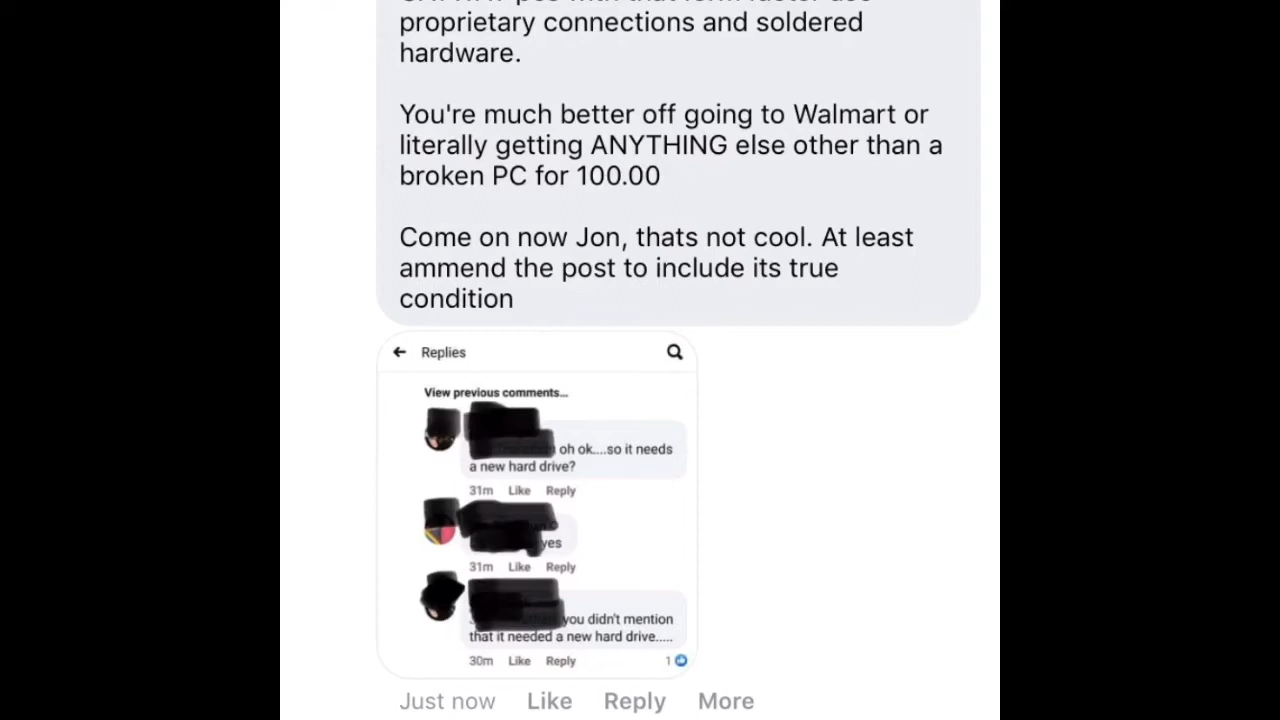 proprietary connections and soldered
hardware.
You're much better off going to Walmart or
literally getting ANYTHING else other than a
broken PC for 100.00
Come on now Jon, thats not cool. At least
ammend the post to include its true
condition
Replies
View previous comments...
oh ok....so it needs
a new hard drive?
31m Like Reply
yes
31m Like Reply
you didn't mention
that it needed a new hard drive.....
30m Like Reply 1
Just now Like Reply More